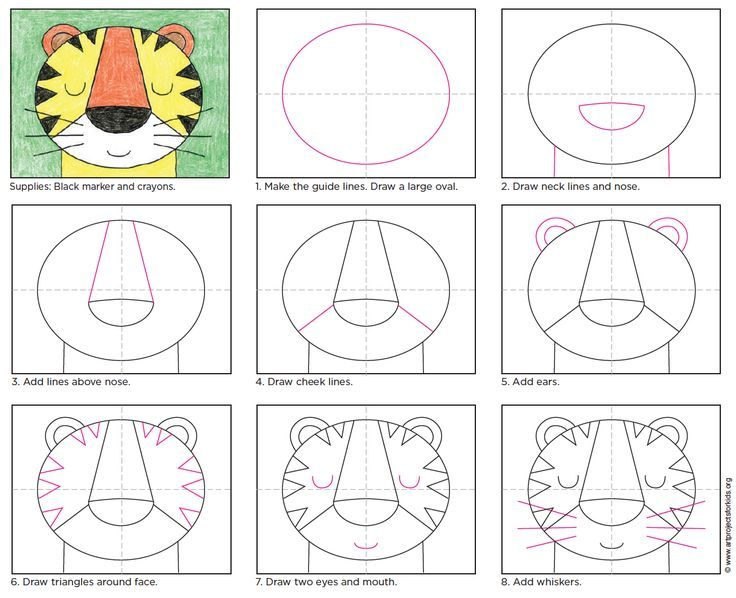 Supplies: Black marker and crayons.
1. Make the guide lines. Draw a large oval.
2. Draw neck lines and nose.
3. Add lines above nose.
4. Draw cheek lines.
5. Add ears.
6. Draw triangles around face.
7. Draw two eyes and mouth.
8. Add whiskers.
© www.artprojectsforkids.org